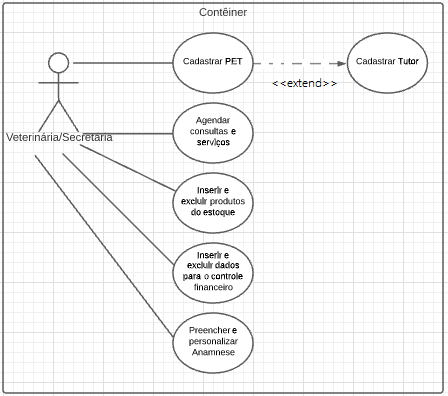 Contêiner
Cadastrar PET
Cadastrar Tutor
<<extend>>
Veterinária/Secretaria
Agendar
consultas e
serviços
Inserir e
excluir produtos
do estoque
Inserir e
excluir dados
para o controle
financeiro
Preencher e
personalizar
Anamnese